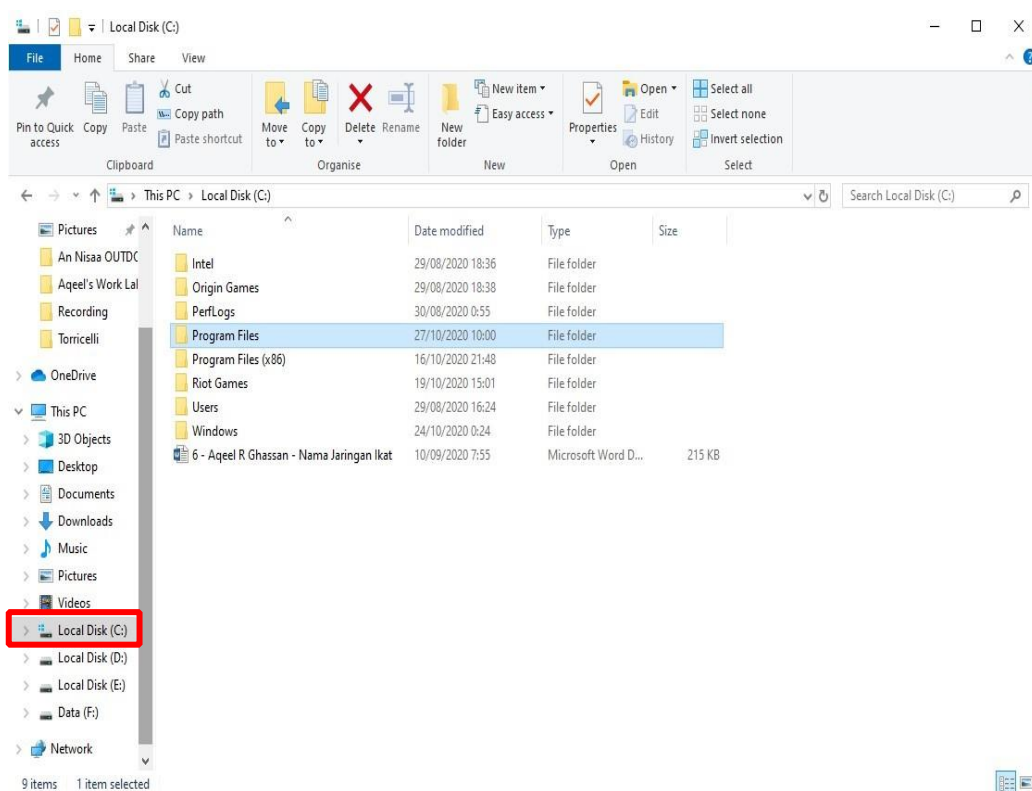 Local Disk (C:)
File Home Share View
Pin to Quick access Copy Paste Cut Copy path Paste shortcut
Move to Copy to Delete Rename New folder New item Easy access
Properties Open Edit History Select all Select none Invert selection
Clipboard Organise New Open Select
This PC Local Disk (C:) Search Local Disk (C:)
Pictures
An Nisaa OUTDO
Aqeel's Work Lal
Recording
Torricelli
OneDrive
This PC
3D Objects
Desktop
Documents
Downloads
Music
Pictures
Videos
Local Disk (C:)
Local Disk (D:)
Local Disk (E:)
Data (F:)
Network
Name Date modified Type Size
Intel 29/08/2020 18:36 File folder
Origin Games 29/08/2020 18:38 File folder
PerfLogs 30/08/2020 0:55 File folder
Program Files 27/10/2020 10:00 File folder
Program Files (x86) 16/10/2020 21:48 File folder
Riot Games 19/10/2020 15:01 File folder
Users 29/08/2020 16:24 File folder
Windows 24/10/2020 0:24 File folder
6 - Aqeel R Ghassan - Nama Jaringan Ikat 10/09/2020 7:55 Microsoft Word D... 215 KB
9 items 1 item selected